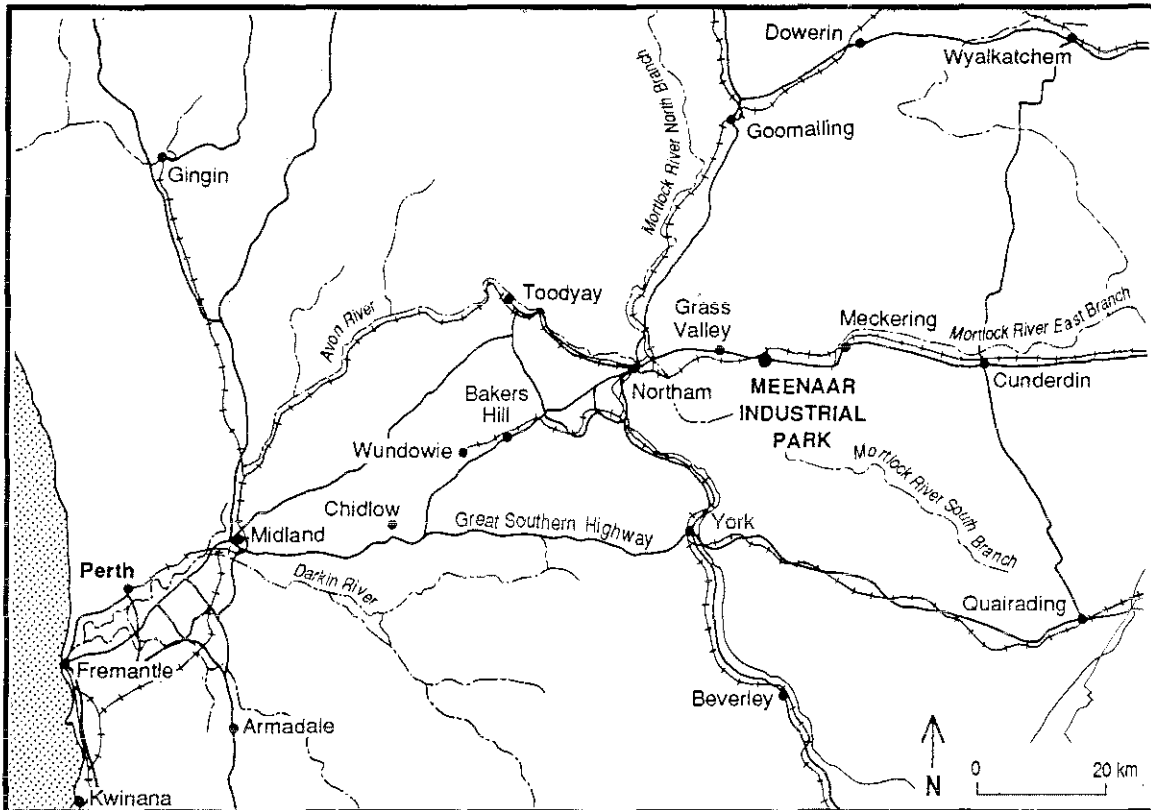 Dowerin
Wyalkatchem
Mortlock River North Branch
Goomalling
Gingin
Toodyay
Avon River
Grass
Valley
Meckering
Mortlock River East Branch
Northam
MEENAAR
INDUSTRIAL
PARK
Cunderdin
Bakers
Hill
Wundowie
Mortlock River South
Branch
Chidlow
Great Southern Highway
York
Midland
Perth
Darkin River
Quairading
Fremantle
Beverley
Armadale
N
0 20 km
Kwinana